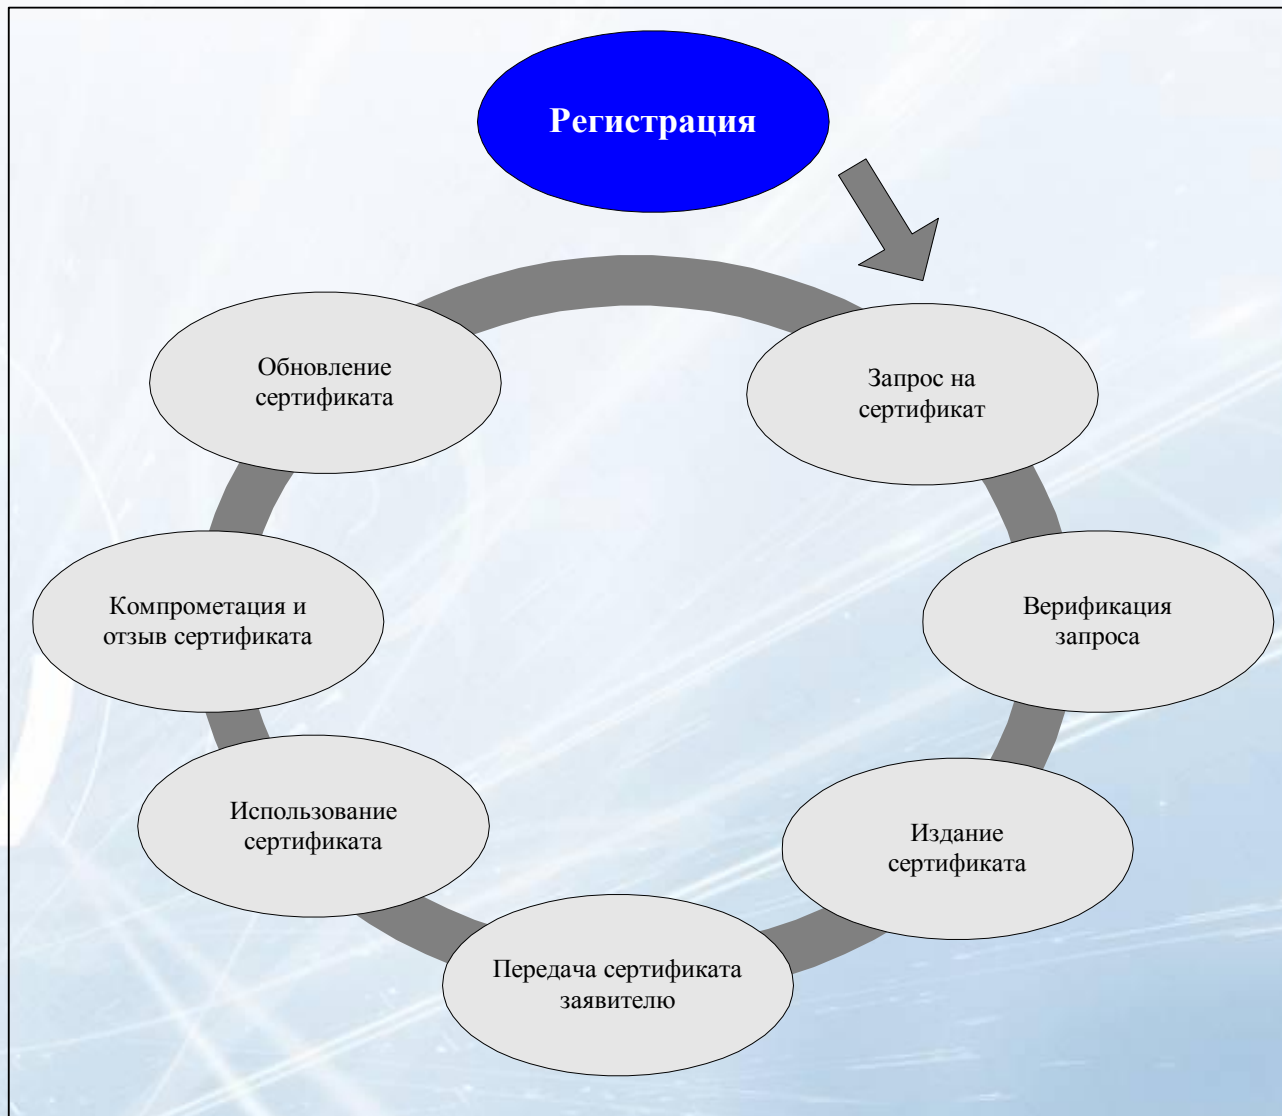 Регистрация
Запрос на
сертификат
Верификация
запроса
Издание
сертификата
Передача сертификата
заявителю
Использование
сертификата
Компрометация и
отзыв сертификата
Обновление
сертификата